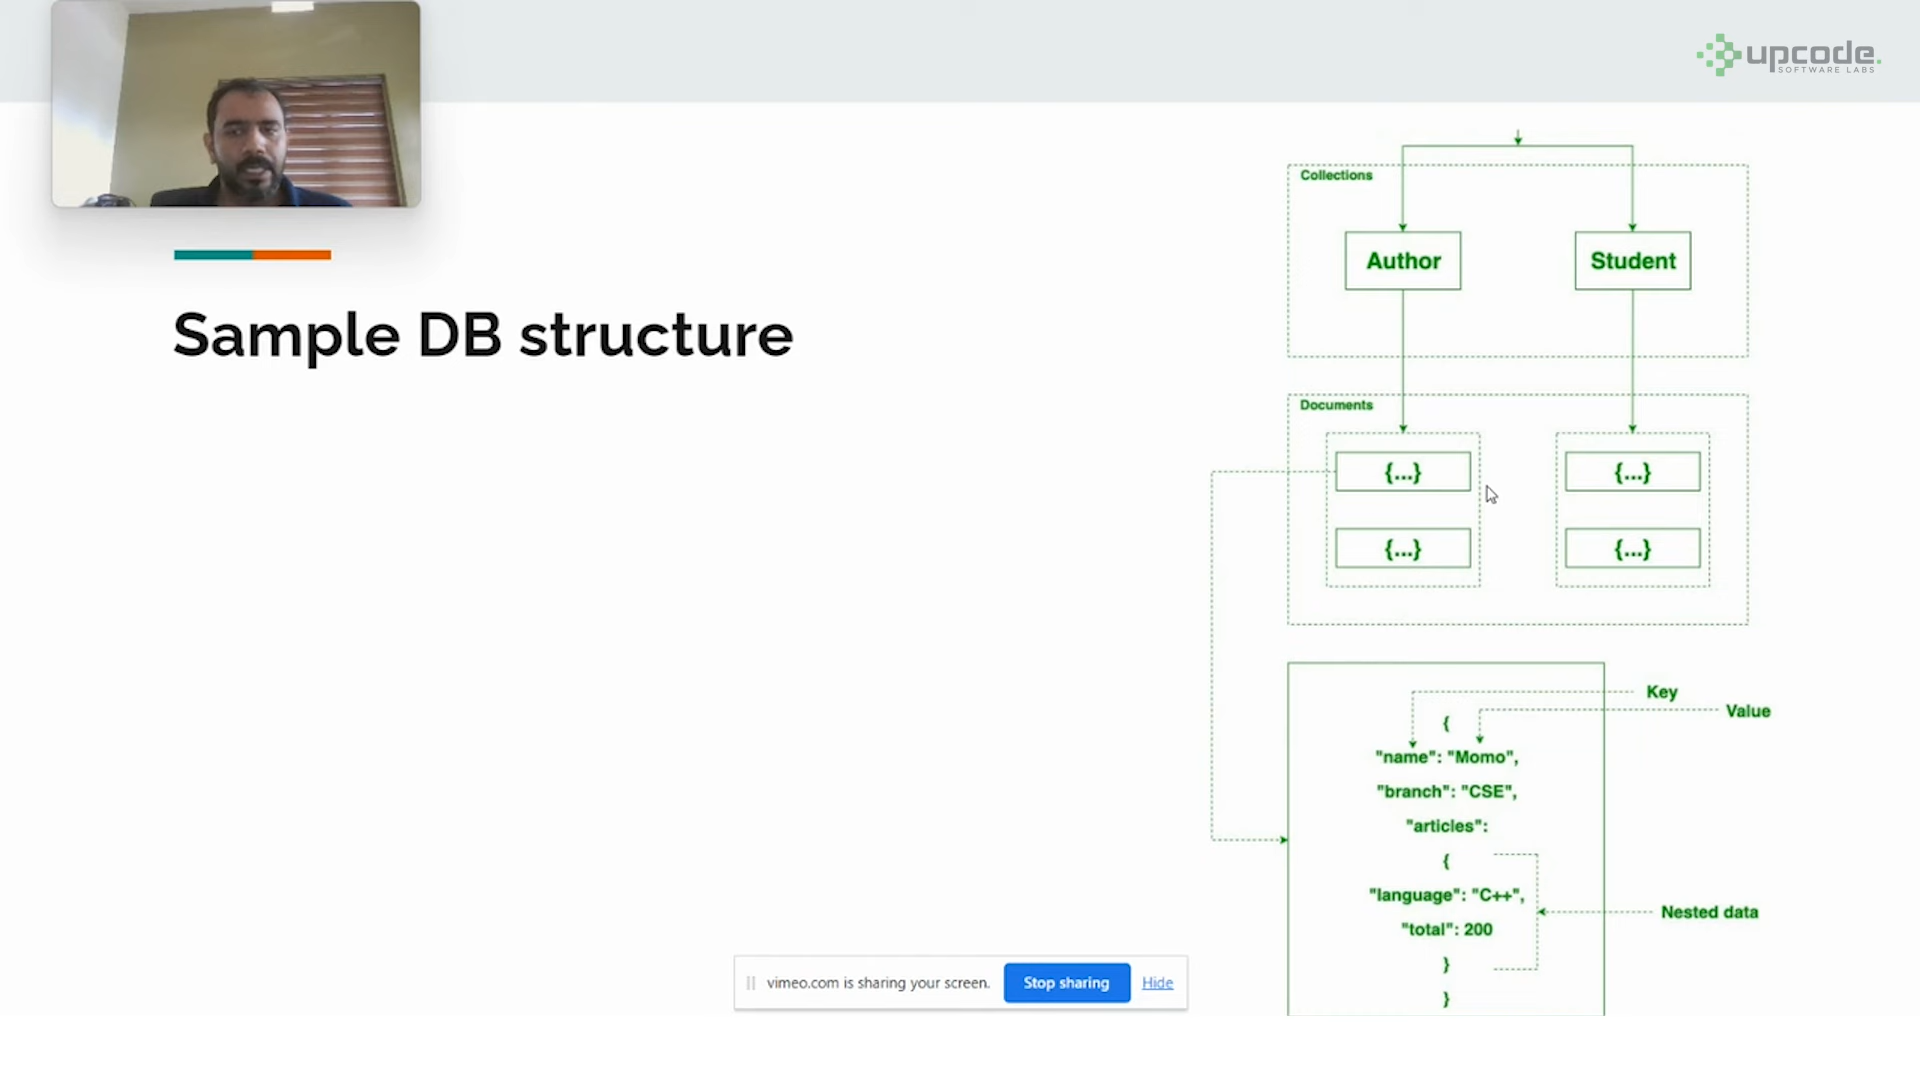 upcode.
SOFTWARE LABS
Sample DB structure
Collections
Author
Student
Documents
{...}
{...}
{...}
{...}
Key
Value
{
"name": "Momo",
"branch": "CSE",
"articles":
{
"language": "C++",
"total": 200
}
}
Nested data
vimeo.com is sharing your screen.
Stop sharing
Hide